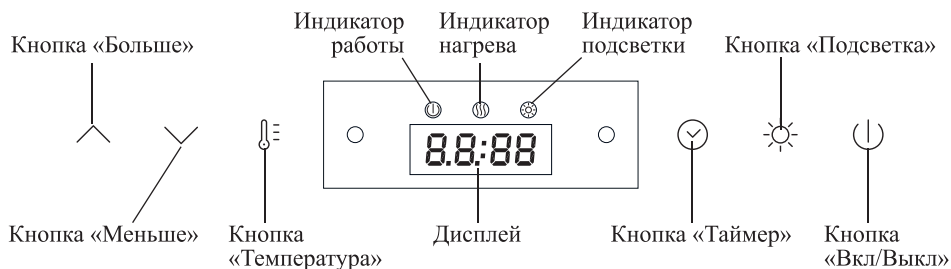 Кнопка «Больше»
Индикатор
работы
Индикатор
нагрева
Индикатор
подсветки
Кнопка «Подсветка»
8.8:88
Кнопка «Меньше»
Кнопка
«Температура»
Дисплей
Кнопка «Таймер»
Кнопка
«Вкл/Выкл»